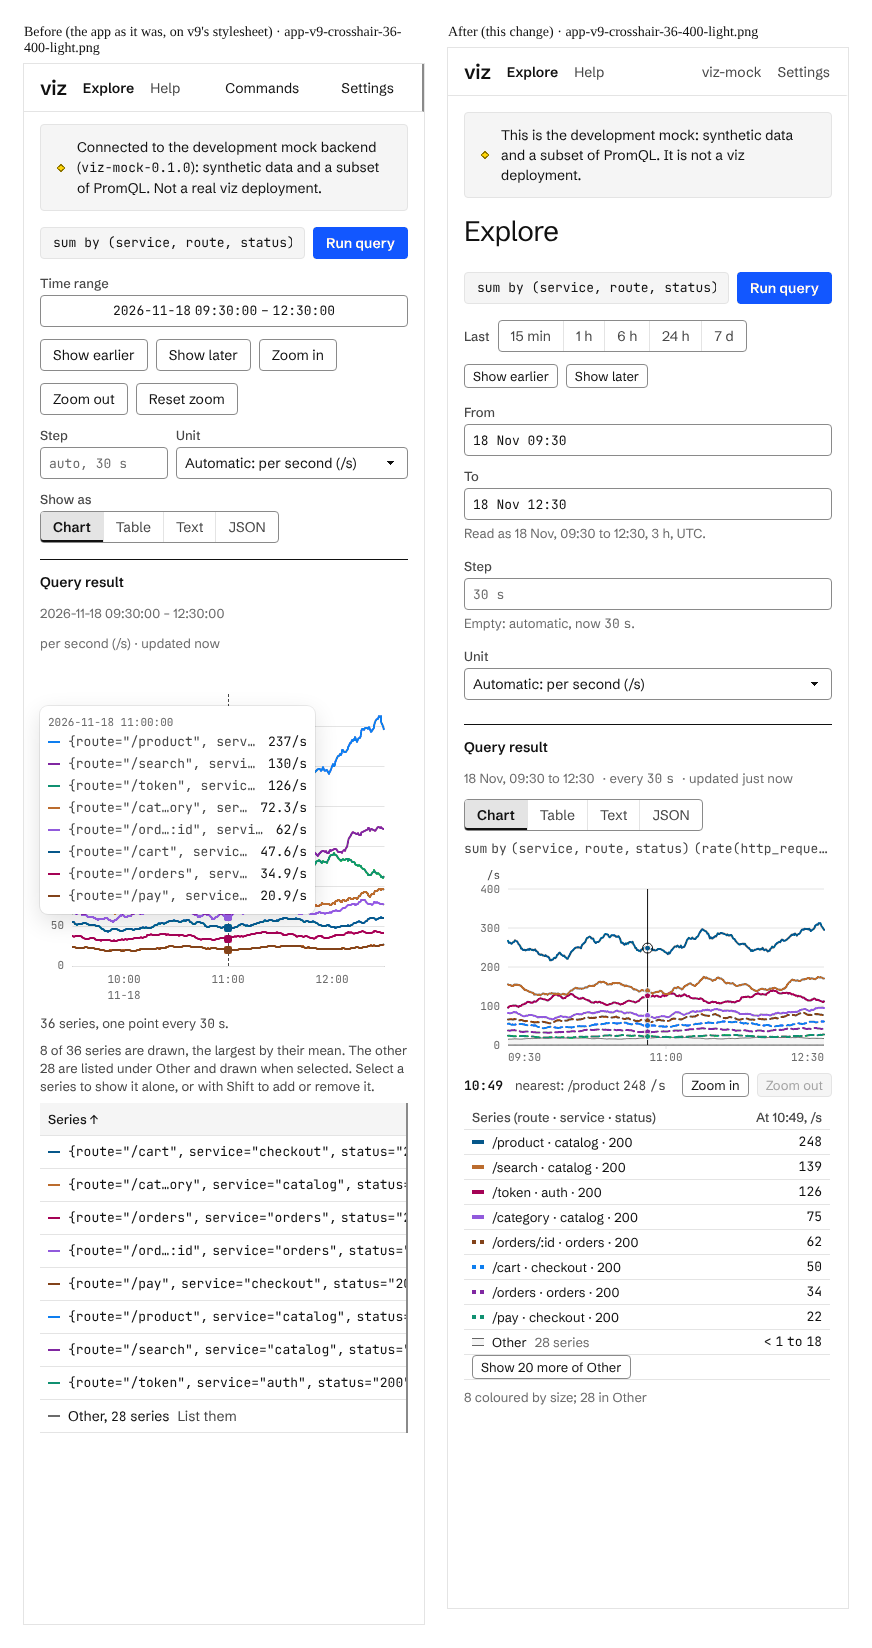 Before (the app as it was, on v9's stylesheet) · app-v9-crosshair-36-
400-light.png
viz Explore Help Commands Settings
Connected to the development mock backend
(viz-mock-0.1.0): synthetic data and a subset
of PromQL. Not a real viz deployment.
sum by (service, route, status) Run query
Time range
2026-11-18 09:30:00 – 12:30:00
Show earlier Show later Zoom in
Zoom out Reset zoom
Step Unit
auto, 30 s Automatic: per second (/s)
Show as
Chart Table Text JSON
Query result
2026-11-18 09:30:00 – 12:30:00
per second (/s) · updated now
2026-11-18 11:00:00
{route="/product", serv… 237/s
{route="/search", servi… 130/s
{route="/token", servic… 126/s
{route="/cat…ory", ser… 72.3/s
{route="/ord…:id", servi… 62/s
{route="/cart", servic… 47.6/s
{route="/orders", serv… 34.9/s
{route="/pay", service… 20.9/s
50
0
10:00 11:00 12:00
11-18
36 series, one point every 30 s.
8 of 36 series are drawn, the largest by their mean. The other
28 are listed under Other and drawn when selected. Select a
series to show it alone, or with Shift to add or remove it.
Series ↑
{route="/cart", service="checkout", status="2
{route="/cat…ory", service="catalog", status=
{route="/orders", service="orders", status="2
{route="/ord…:id", service="orders", status="
{route="/pay", service="checkout", status="20
{route="/product", service="catalog", status="
{route="/search", service="catalog", status="
{route="/token", service="auth", status="200"
Other, 28 series List them
After (this change) · app-v9-crosshair-36-400-light.png
viz Explore Help viz-mock Settings
This is the development mock: synthetic data
and a subset of PromQL. It is not a viz
deployment.
Explore
sum by (service, route, status) Run query
Last 15 min 1 h 6 h 24 h 7 d
Show earlier Show later
From
18 Nov 09:30
To
18 Nov 12:30
Read as 18 Nov, 09:30 to 12:30, 3 h, UTC.
Step
30 s
Empty: automatic, now 30 s.
Unit
Automatic: per second (/s)
Query result
18 Nov, 09:30 to 12:30 · every 30 s · updated just now
Chart Table Text JSON
sum by (service, route, status) (rate(http_reque…
/s
400
300
200
100
0
09:30 11:00 12:30
10:49 nearest: /product 248 /s Zoom in Zoom out
Series (route · service · status) At 10:49, /s
/product · catalog · 200 248
/search · catalog · 200 139
/token · auth · 200 126
/category · catalog · 200 75
/orders/:id · orders · 200 62
/cart · checkout · 200 50
/orders · orders · 200 34
/pay · checkout · 200 22
Other 28 series < 1 to 18
Show 20 more of Other
8 coloured by size; 28 in Other